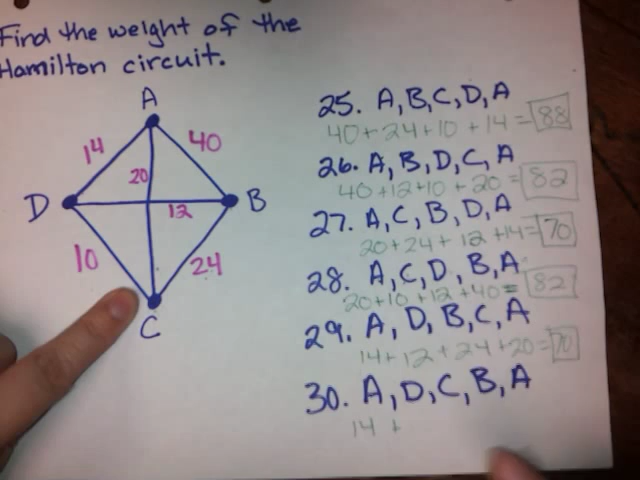 Find the weight of the
Hamilton circuit.
A
14
40
20
D
B
12
10
24
C
25. A,B,C,D,A
40+24+10+14=88
26. A,B,D,C,A
40+12+10+20=82
27. A,C,B,D,A
20+24+12+14=70
28. A,C,D,B,A
20+10+12+40=82
29. A,D,B,C,A
14+12+24+20=70
30. A,D,C,B,A
14 +